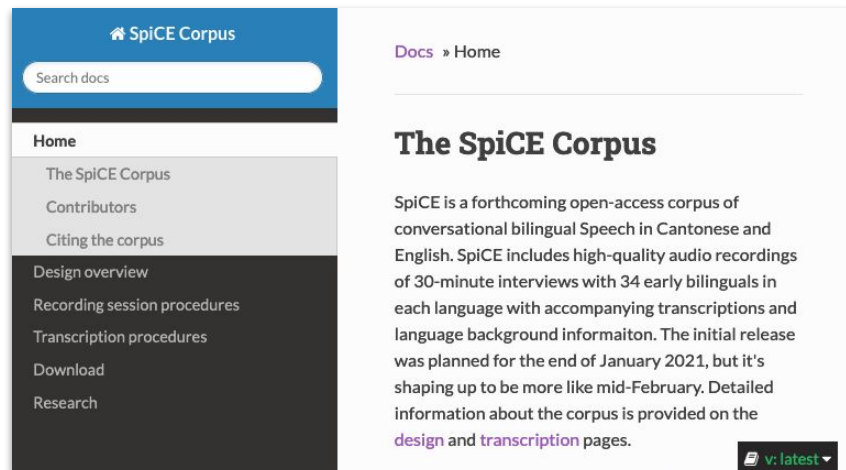 SpiCE Corpus
Search docs
Home
The SpiCE Corpus
Contributors
Citing the corpus
Design overview
Recording session procedures
Transcription procedures
Download
Research
Docs » Home
The SpiCE Corpus
SpiCE is a forthcoming open-access corpus of
conversational bilingual Speech in Cantonese and
English. SpiCE includes high-quality audio recordings
of 30-minute interviews with 34 early bilinguals in
each language with accompanying transcriptions and
language background informaiton. The initial release
was planned for the end of January 2021, but it's
shaping up to be more like mid-February. Detailed
information about the corpus is provided on the
design and transcription pages.
v: latest